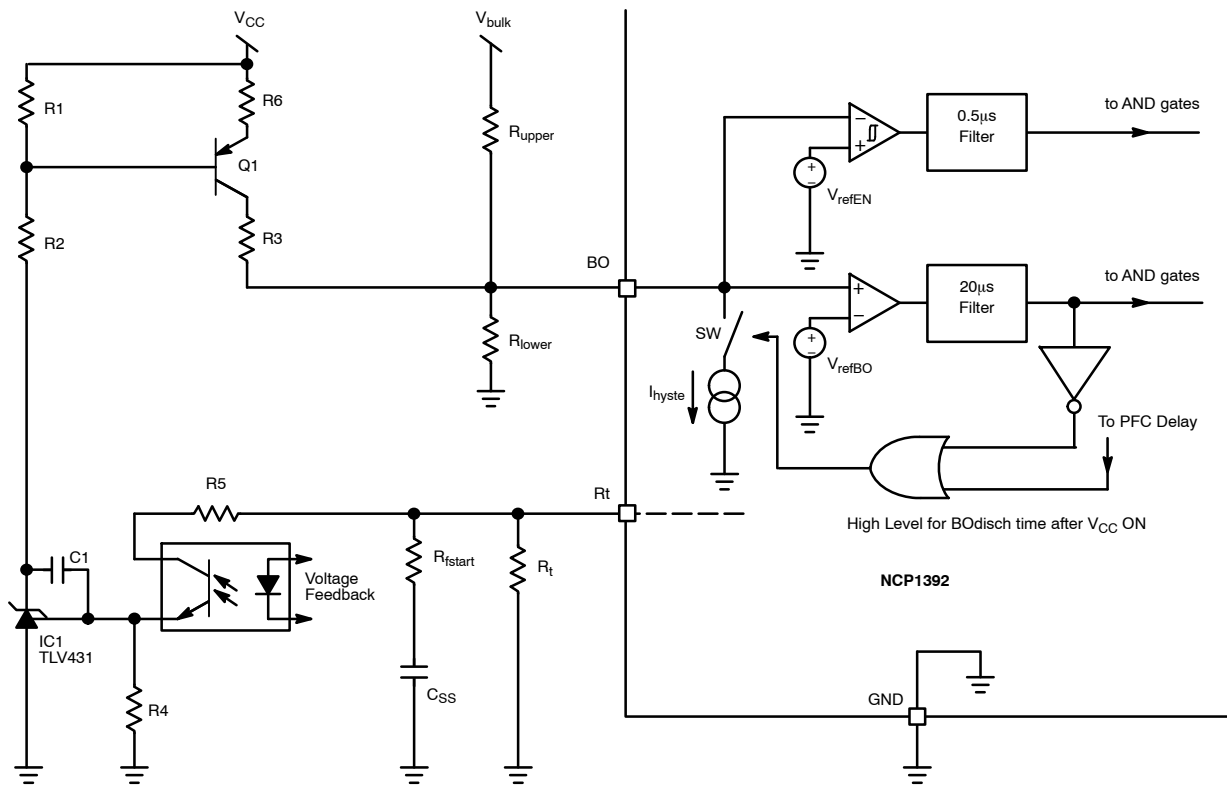 VCC
Vbulk
R1
R6
Rupper
Q1
R2
R3
BO
Rlower
−
+
0.5µs
Filter
to AND gates
+
−
VrefEN
+
−
20µs
Filter
to AND gates
SW
+
−
VrefBO
Ihyste
To PFC Delay
High Level for BOdisch time after VCC ON
R5
Rt
Rfstart
Rt
C1
Voltage
Feedback
IC1
TLV431
R4
CSS
NCP1392
GND